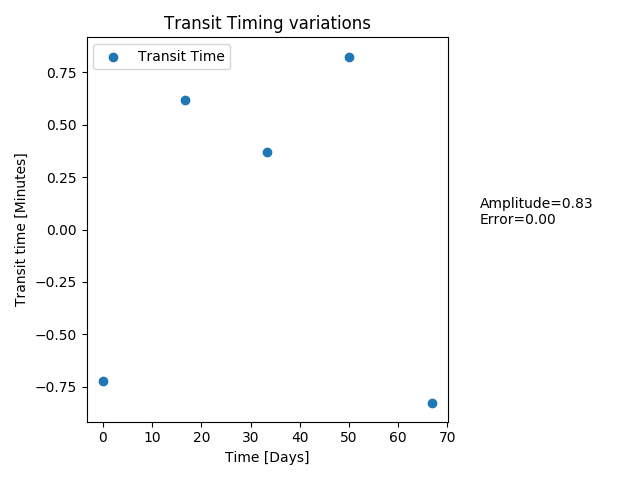 Transit Timing variations
Transit Time
0.75
0.50
0.25
0.00
−0.25
−0.50
−0.75
Transit time [Minutes]
0 10 20 30 40 50 60 70
Time [Days]
Amplitude=0.83
Error=0.00